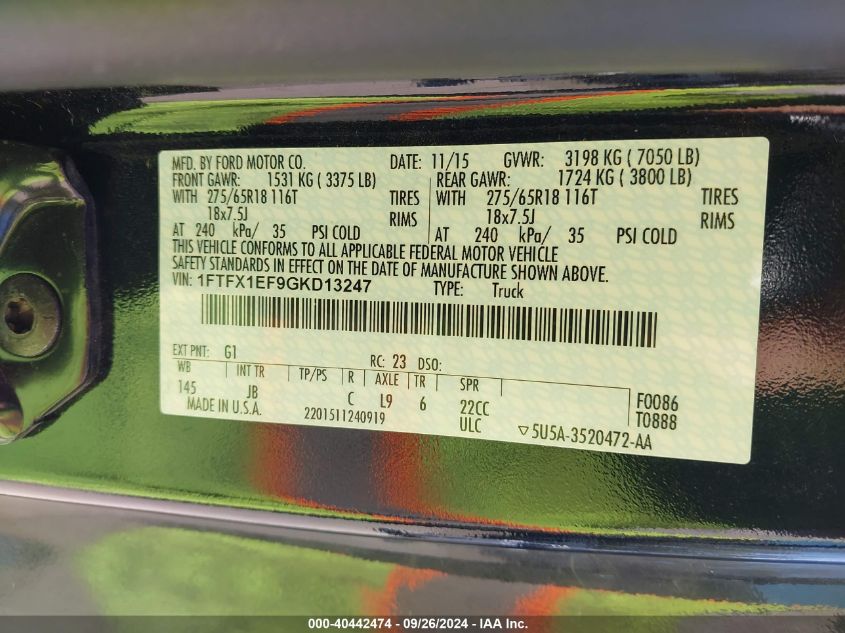 MFD. BY FORD MOTOR CO. DATE: 11/15 GVWR: 3198 KG ( 7050 LB)
FRONT GAWR: 1531 KG ( 3375 LB) REAR GAWR: 1724 KG ( 3800 LB)
WITH 275/65R18 116T TIRES WITH 275/65R18 116T TIRES
18x7.5J RIMS 18x7.5J RIMS
AT 240 kPa/ 35 PSI COLD AT 240 kPa/ 35 PSI COLD
THIS VEHICLE CONFORMS TO ALL APPLICABLE FEDERAL MOTOR VEHICLE
SAFETY STANDARDS IN EFFECT ON THE DATE OF MANUFACTURE SHOWN ABOVE.
VIN: 1FTFX1EF9GKD13247 TYPE: Truck
EXT PNT: G1 RC: 23 DSO:
WB INT TR TP/PS R AXLE TR SPR
145 JB C L9 6 22CC F0086
MADE IN U.S.A. 2201511240919 ULC T0888
▽5U5A-3520472-AA
000-40442474 - 09/26/2024 - IAA Inc.